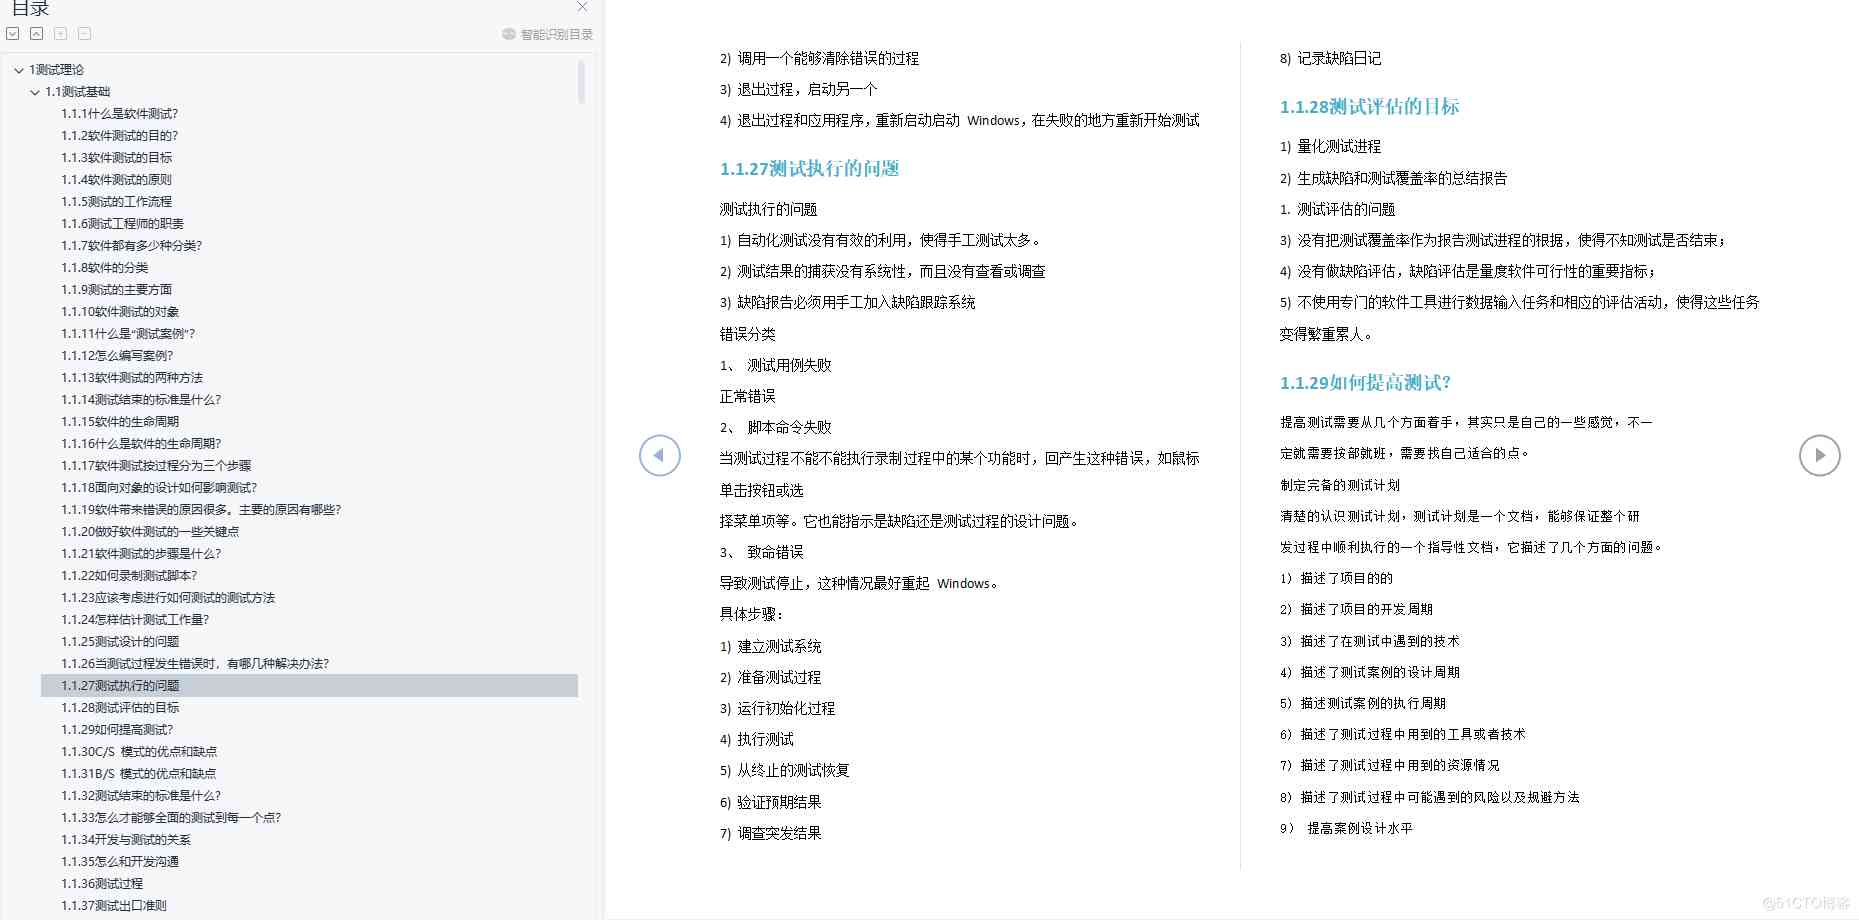 目录
智能识别目录
1测试理论
1.1测试基础
1.1.1什么是软件测试?
1.1.2软件测试的目的?
1.1.3软件测试的目标
1.1.4软件测试的原则
1.1.5测试的工作流程
1.1.6测试工程师的职责
1.1.7软件都有多少种分类?
1.1.8软件的分类
1.1.9测试的主要方面
1.1.10软件测试的对象
1.1.11什么是“测试案例”?
1.1.12怎么编写案例?
1.1.13软件测试的两种方法
1.1.14测试结束的标准是什么?
1.1.15软件的生命周期
1.1.16什么是软件的生命周期?
1.1.17软件测试按过程分为三个步骤
1.1.18面向对象的设计如何影响测试?
1.1.19软件带来错误的原因很多。主要的原因有哪些?
1.1.20做好软件测试的一些关键点
1.1.21软件测试的步骤是什么?
1.1.22如何录制测试脚本?
1.1.23应该考虑进行如何测试的测试方法
1.1.24怎样估计测试工作量?
1.1.25测试设计的问题
1.1.26当测试过程发生错误时，有哪几种解决办法?
1.1.27测试执行的问题
1.1.28测试评估的目标
1.1.29如何提高测试?
1.1.30C/S 模式的优点和缺点
1.1.31B/S 模式的优点和缺点
1.1.32测试结束的标准是什么?
1.1.33怎么才能够全面的测试到每一个点?
1.1.34开发与测试的关系
1.1.35怎么和开发沟通
1.1.36测试过程
1.1.37测试出口准则
2) 调用一个能够清除错误的过程
3) 退出过程，启动另一个
4) 退出过程和应用程序，重新启动启动 Windows，在失败的地方重新开始测试
1.1.27测试执行的问题
测试执行的问题
1) 自动化测试没有有效的利用，使得手工测试太多。
2) 测试结果的捕获没有系统性，而且没有查看或调查
3) 缺陷报告必须用手工加入缺陷跟踪系统
错误分类
1、 测试用例失败
正常错误
2、 脚本命令失败
当测试过程不能不能执行录制过程中的某个功能时，回产生这种错误，如鼠标
单击按钮或选
择菜单项等。它也能指示是缺陷还是测试过程的设计问题。
3、 致命错误
导致测试停止，这种情况最好重起 Windows。
具体步骤：
1) 建立测试系统
2) 准备测试过程
3) 运行初始化过程
4) 执行测试
5) 从终止的测试恢复
6) 验证预期结果
7) 调查突发结果
8) 记录缺陷日记
1.1.28测试评估的目标
1) 量化测试进程
2) 生成缺陷和测试覆盖率的总结报告
1. 测试评估的问题
3) 没有把测试覆盖率作为报告测试进程的根据，使得不知测试是否结束；
4) 没有做缺陷评估，缺陷评估是量度软件可行性的重要指标；
5) 不使用专门的软件工具进行数据输入任务和相应的评估活动，使得这些任务
变得繁重累人。
1.1.29如何提高测试？
提高测试需要从几个方面着手，其实只是自己的一些感觉，不一
定就需要按部就班，需要找自己适合的点。
制定完备的测试计划
清楚的认识测试计划，测试计划是一个文档，能够保证整个研
发过程中顺利执行的一个指导性文档，它描述了几个方面的问题。
1）描述了项目的的
2）描述了项目的开发周期
3）描述了在测试中遇到的技术
4）描述了测试案例的设计周期
5）描述测试案例的执行周期
6）描述了测试过程中用到的工具或者技术
7）描述了测试过程中用到的资源情况
8）描述了测试过程中可能遇到的风险以及规避方法
9） 提高案例设计水平
@51CTO博客